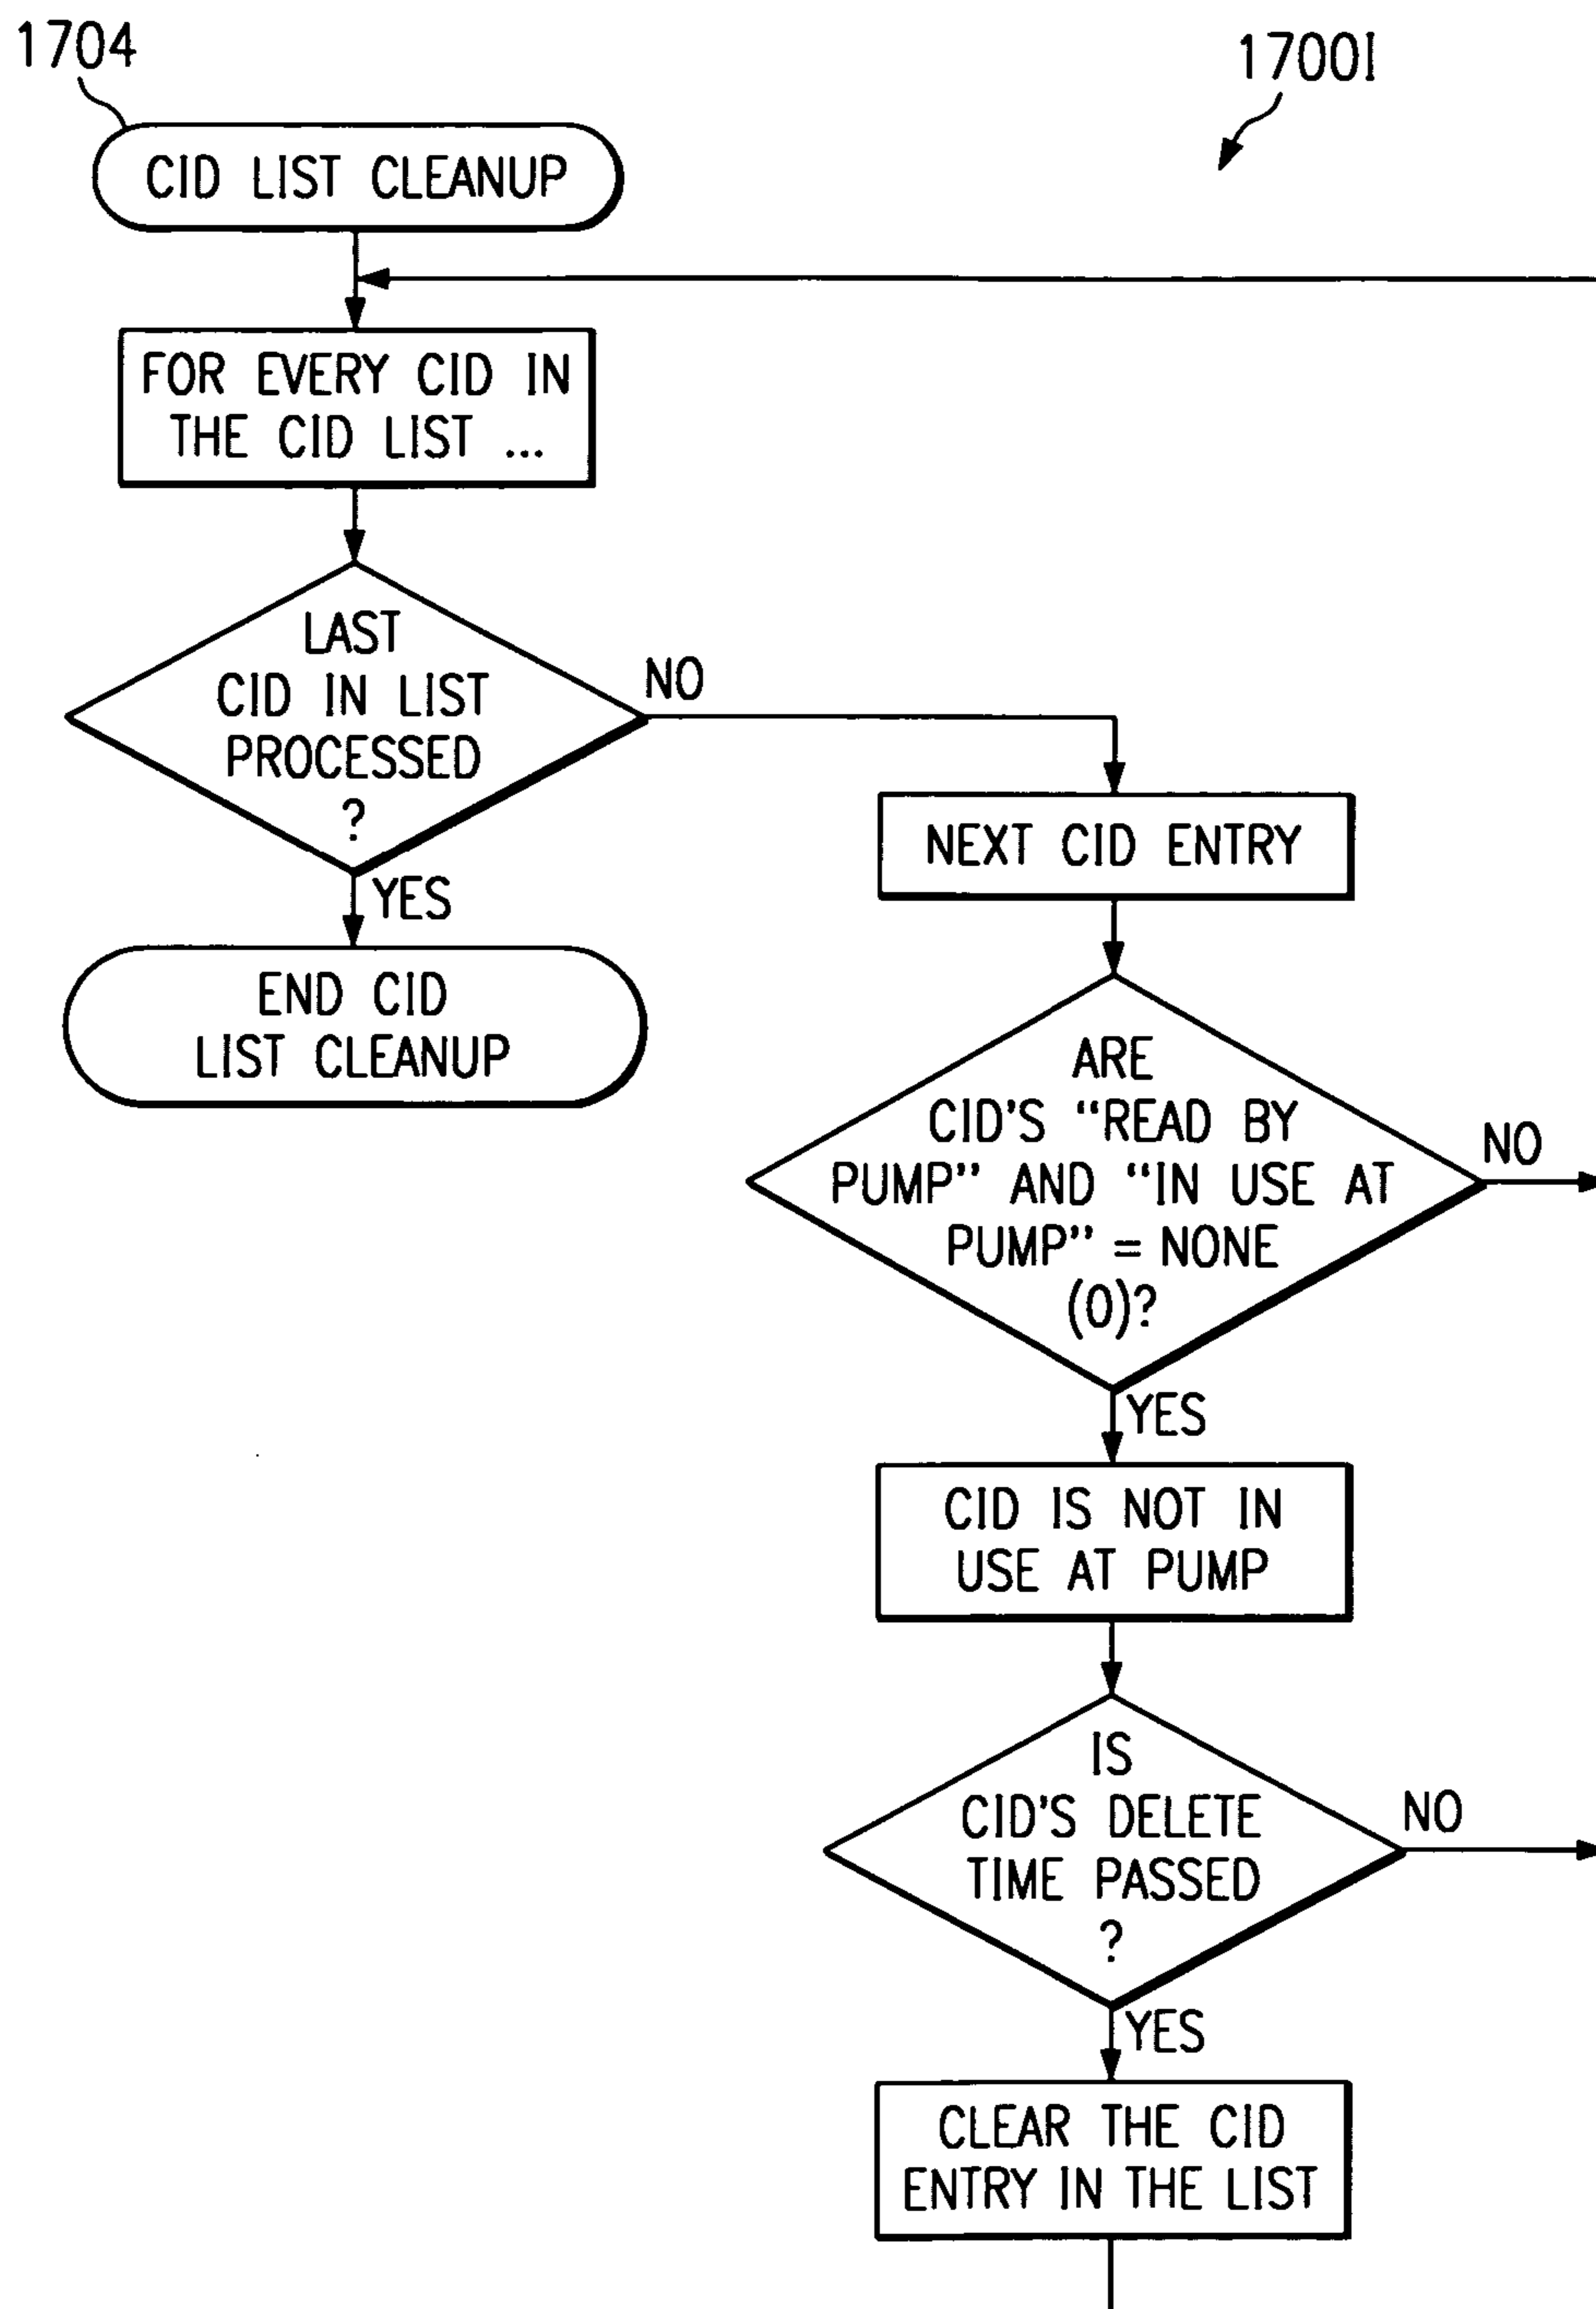 1704
1700I
CID LIST CLEANUP
FOR EVERY CID IN
THE CID LIST ...
LAST
CID IN LIST
PROCESSED
?
NO
YES
END CID
LIST CLEANUP
NEXT CID ENTRY
ARE
CID'S "READ BY
PUMP" AND "IN USE AT
PUMP" = NONE
(0)?
NO
YES
CID IS NOT IN
USE AT PUMP
IS
CID'S DELETE
TIME PASSED
?
NO
YES
CLEAR THE CID
ENTRY IN THE LIST